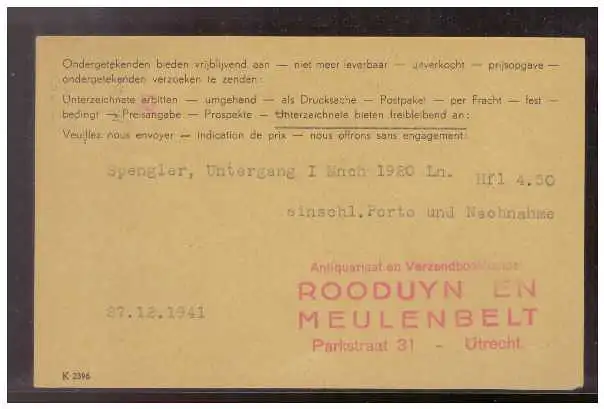 Ondergetekenden bieden vrijblijvend aan — niet meer leverbaar — uitverkocht — prijsopgave —
ondergetekenden verzoeken te zenden:
Unterzeichnete erbitten — umgehend — als Drucksache — Postpaket — per Fracht — fest —
bedingt — Preisangabe — Prospekte — Unterzeichnete bieten freibleibend an:
Veuillez nous envoyer — indication de prix — nous offrons sans engagement:
Spengler, Untergang I Mnch 1920 Ln. Hfl 4.50
einschl.Porto und Nachnahme
Antiquariaat en Verzendboekhandel
ROODUYN EN
MEULENBELT
27.12.1941
Parkstraat 31 - Utrecht.
K 2396